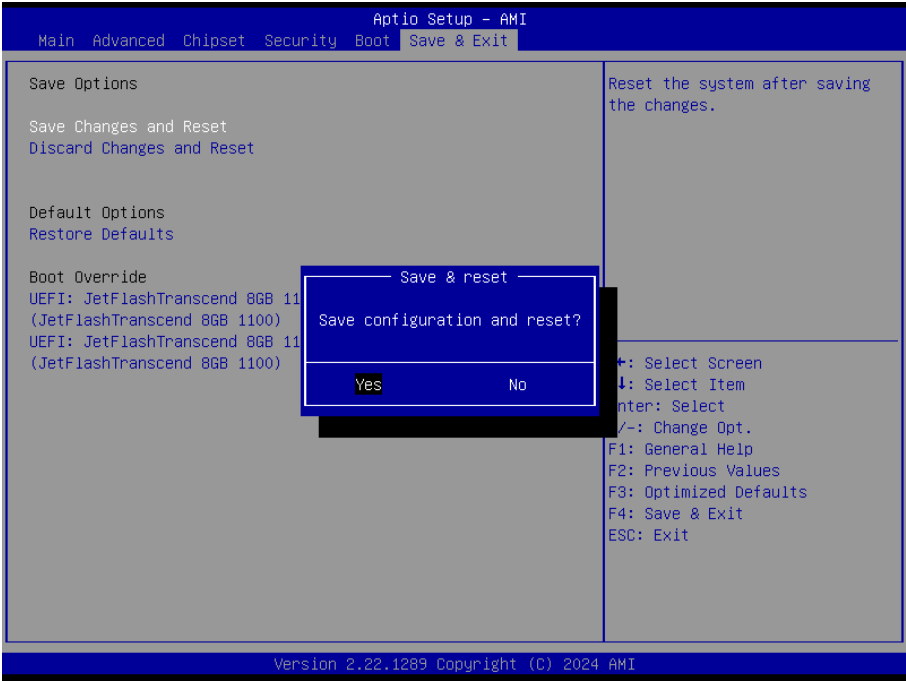 Aptio Setup – AMI
Main Advanced Chipset Security Boot Save & Exit
Save Options
Save Changes and Reset
Discard Changes and Reset
Default Options
Restore Defaults
Boot Override
UEFI: JetFlashTranscend 8GB 11
(JetFlashTranscend 8GB 1100)
UEFI: JetFlashTranscend 8GB 11
(JetFlashTranscend 8GB 1100)
Save & reset
Save configuration and reset?
Yes No
Reset the system after saving
the changes.
←: Select Screen
↓: Select Item
nter: Select
/-: Change Opt.
F1: General Help
F2: Previous Values
F3: Optimized Defaults
F4: Save & Exit
ESC: Exit
Version 2.22.1289 Copyright (C) 2024 AMI